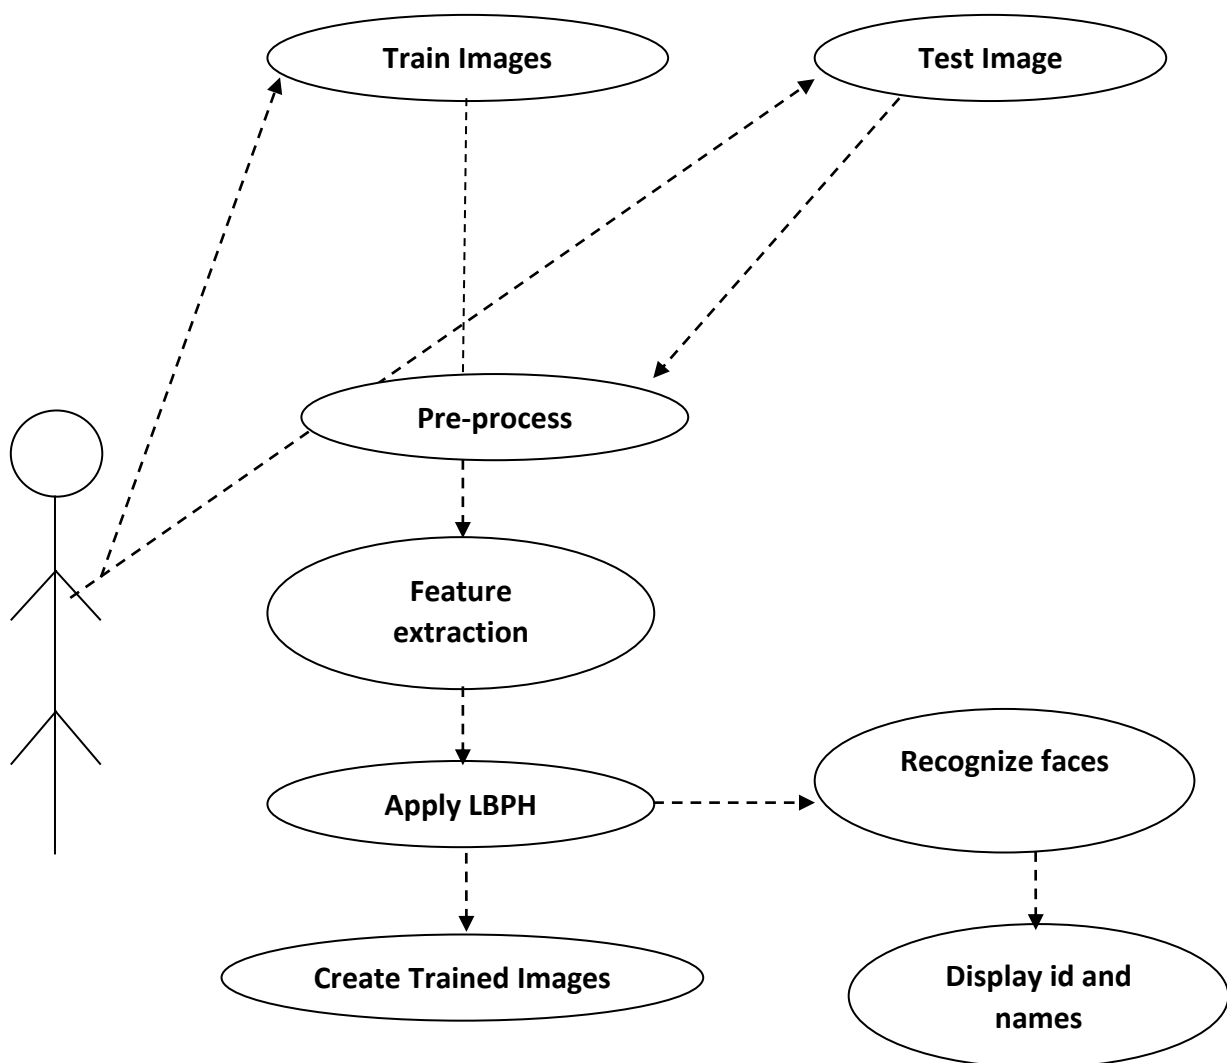 Train Images
Test Image
Pre-process
Feature
extraction
Apply LBPH
Recognize faces
Create Trained Images
Display id and
names